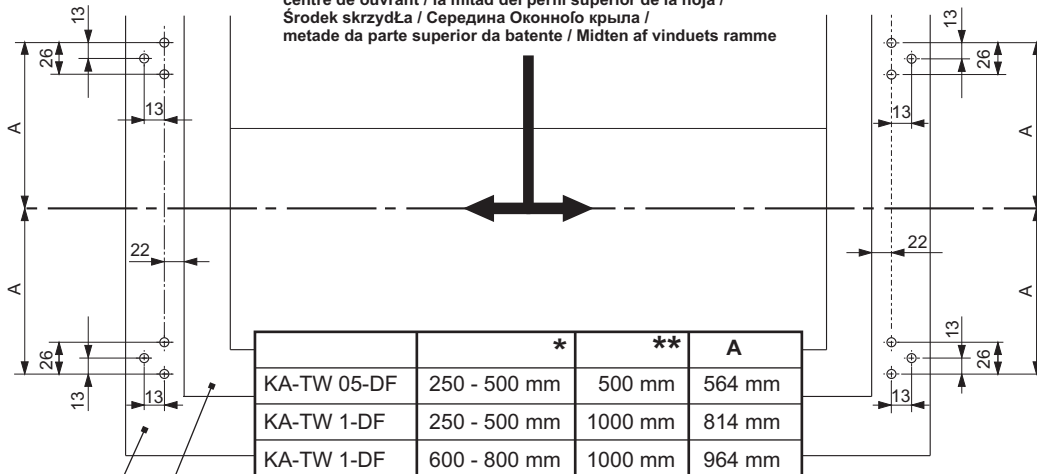 centre de ouvrant / la mitad del perfil superior de la hoja /
Środek skrzydŁa / Середина Оконноƒо крыла /
metade da parte superior da batente / Midten af vinduets ramme
13
26
13
A
22
A
26
13
13
13
26
13
A
22
A
13
26
13
* ** A
KA-TW 05-DF 250 - 500 mm 500 mm 564 mm
KA-TW 1-DF 250 - 500 mm 1000 mm 814 mm
KA-TW 1-DF 600 - 800 mm 1000 mm 964 mm